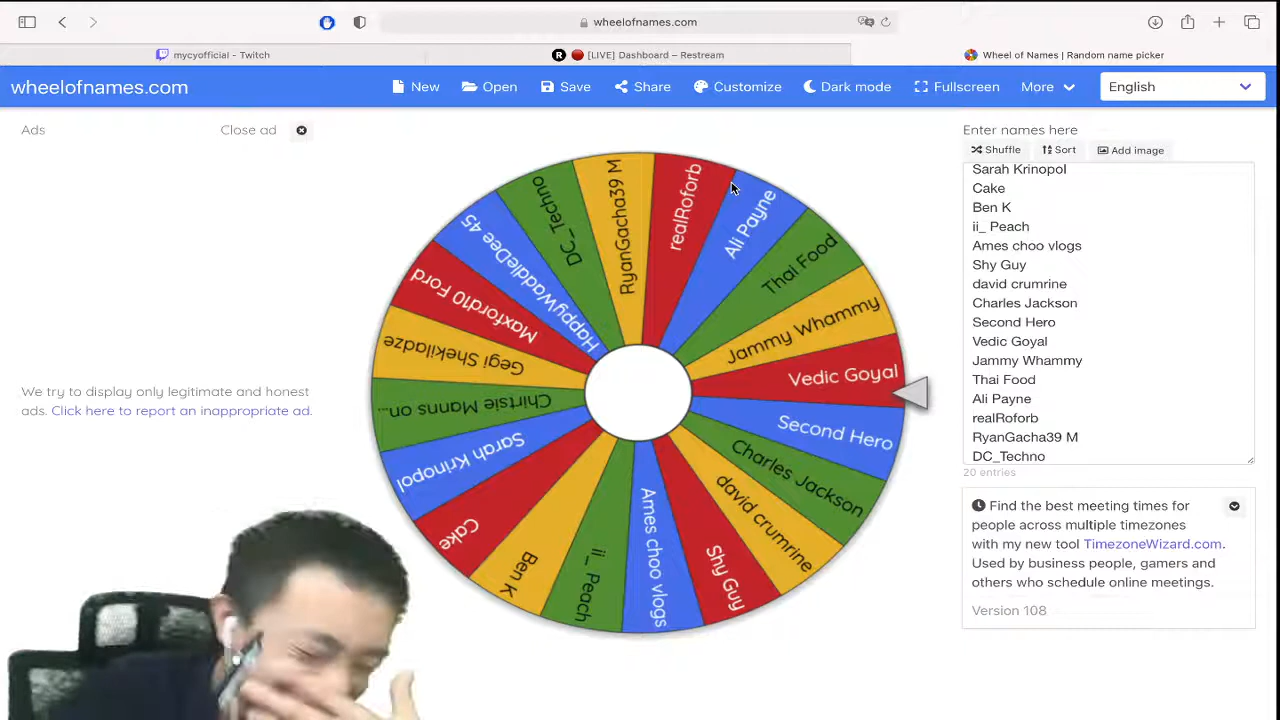 wheelofnames.com
mycyofficial - Twitch
[LIVE] Dashboard – Restream
Wheel of Names | Random name picker
wheelofnames.com
New
Open
Save
Share
Customize
Dark mode
Fullscreen
More
English
Ads
Close ad
We try to display only legitimate and honest
ads. Click here to report an inappropriate ad.
RyanGacha39 M
realRoforb
Ali Payne
Thai Food
Jammy Whammy
Vedic Goyal
Second Hero
Charles Jackson
david crumrine
Shy Guy
Ames choo vlogs
ii_ Peach
Ben K
Cake
Sarah Krinopol
Chirtsie Manns on...
Gegi Shekiladze
Maxford10 Ford
HappyWaddleDee 45
DC_Techno
Enter names here
Shuffle
Sort
Add image
Sarah Krinopol
Cake
Ben K
ii_ Peach
Ames choo vlogs
Shy Guy
david crumrine
Charles Jackson
Second Hero
Vedic Goyal
Jammy Whammy
Thai Food
Ali Payne
realRoforb
RyanGacha39 M
DC_Techno
20 entries
Find the best meeting times for
people across multiple timezones
with my new tool TimezoneWizard.com.
Used by business people, gamers and
others who schedule online meetings.
Version 108